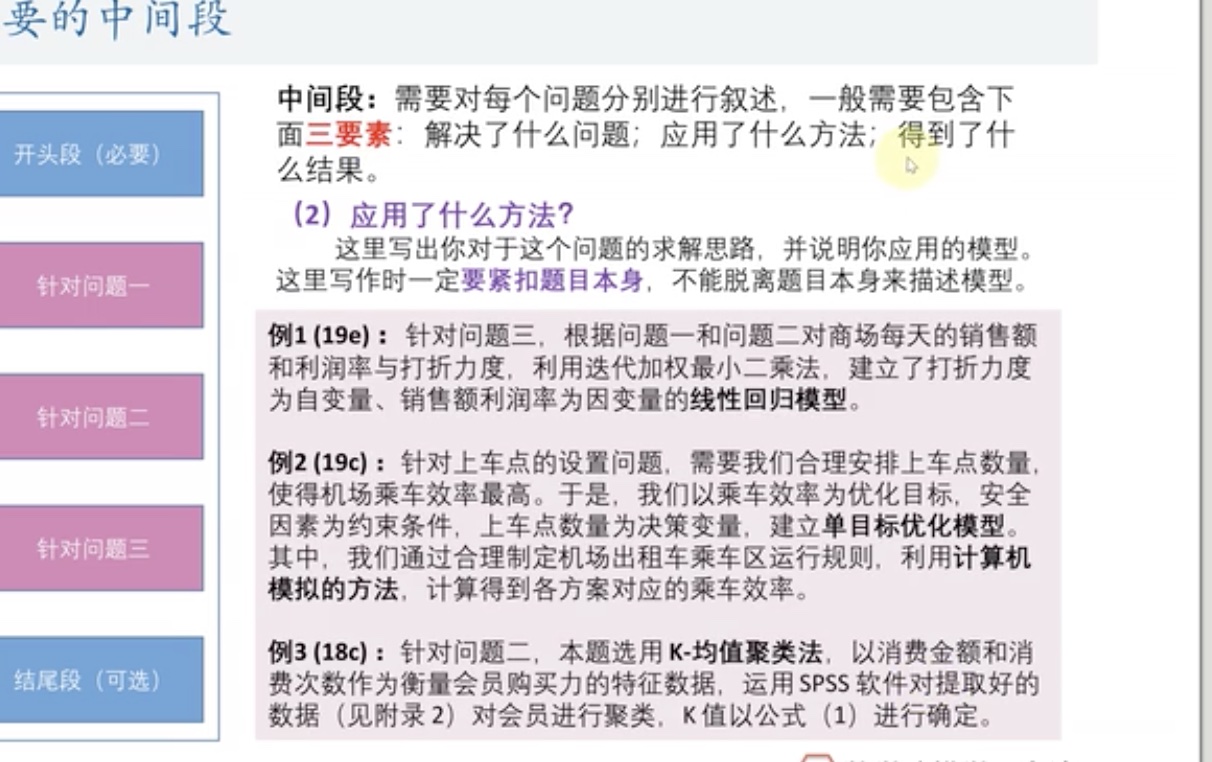 要的中间段
开头段（必要）
针对问题一
针对问题二
针对问题三
结尾段（可选）
中间段：需要对每个问题分别进行叙述，一般需要包含下
面三要素：解决了什么问题；应用了什么方法；得到了什
么结果。
（2）应用了什么方法？
这里写出你对于这个问题的求解思路，并说明你应用的模型。
这里写作时一定要紧扣题目本身，不能脱离题目本身来描述模型。
例1 (19e)：针对问题三，根据问题一和问题二对商场每天的销售额
和利润率与打折力度，利用迭代加权最小二乘法，建立了打折力度
为自变量、销售额利润率为因变量的线性回归模型。
例2 (19c)：针对上车点的设置问题，需要我们合理安排上车点数量，
使得机场乘车效率最高。于是，我们以乘车效率为优化目标，安全
因素为约束条件，上车点数量为决策变量，建立单目标优化模型。
其中，我们通过合理制定机场出租车乘车区运行规则，利用计算机
模拟的方法，计算得到各方案对应的乘车效率。
例3 (18c)：针对问题二，本题选用K-均值聚类法，以消费金额和消
费次数作为衡量会员购买力的特征数据，运用 SPSS 软件对提取好的
数据（见附录 2）对会员进行聚类，K 值以公式（1）进行确定。